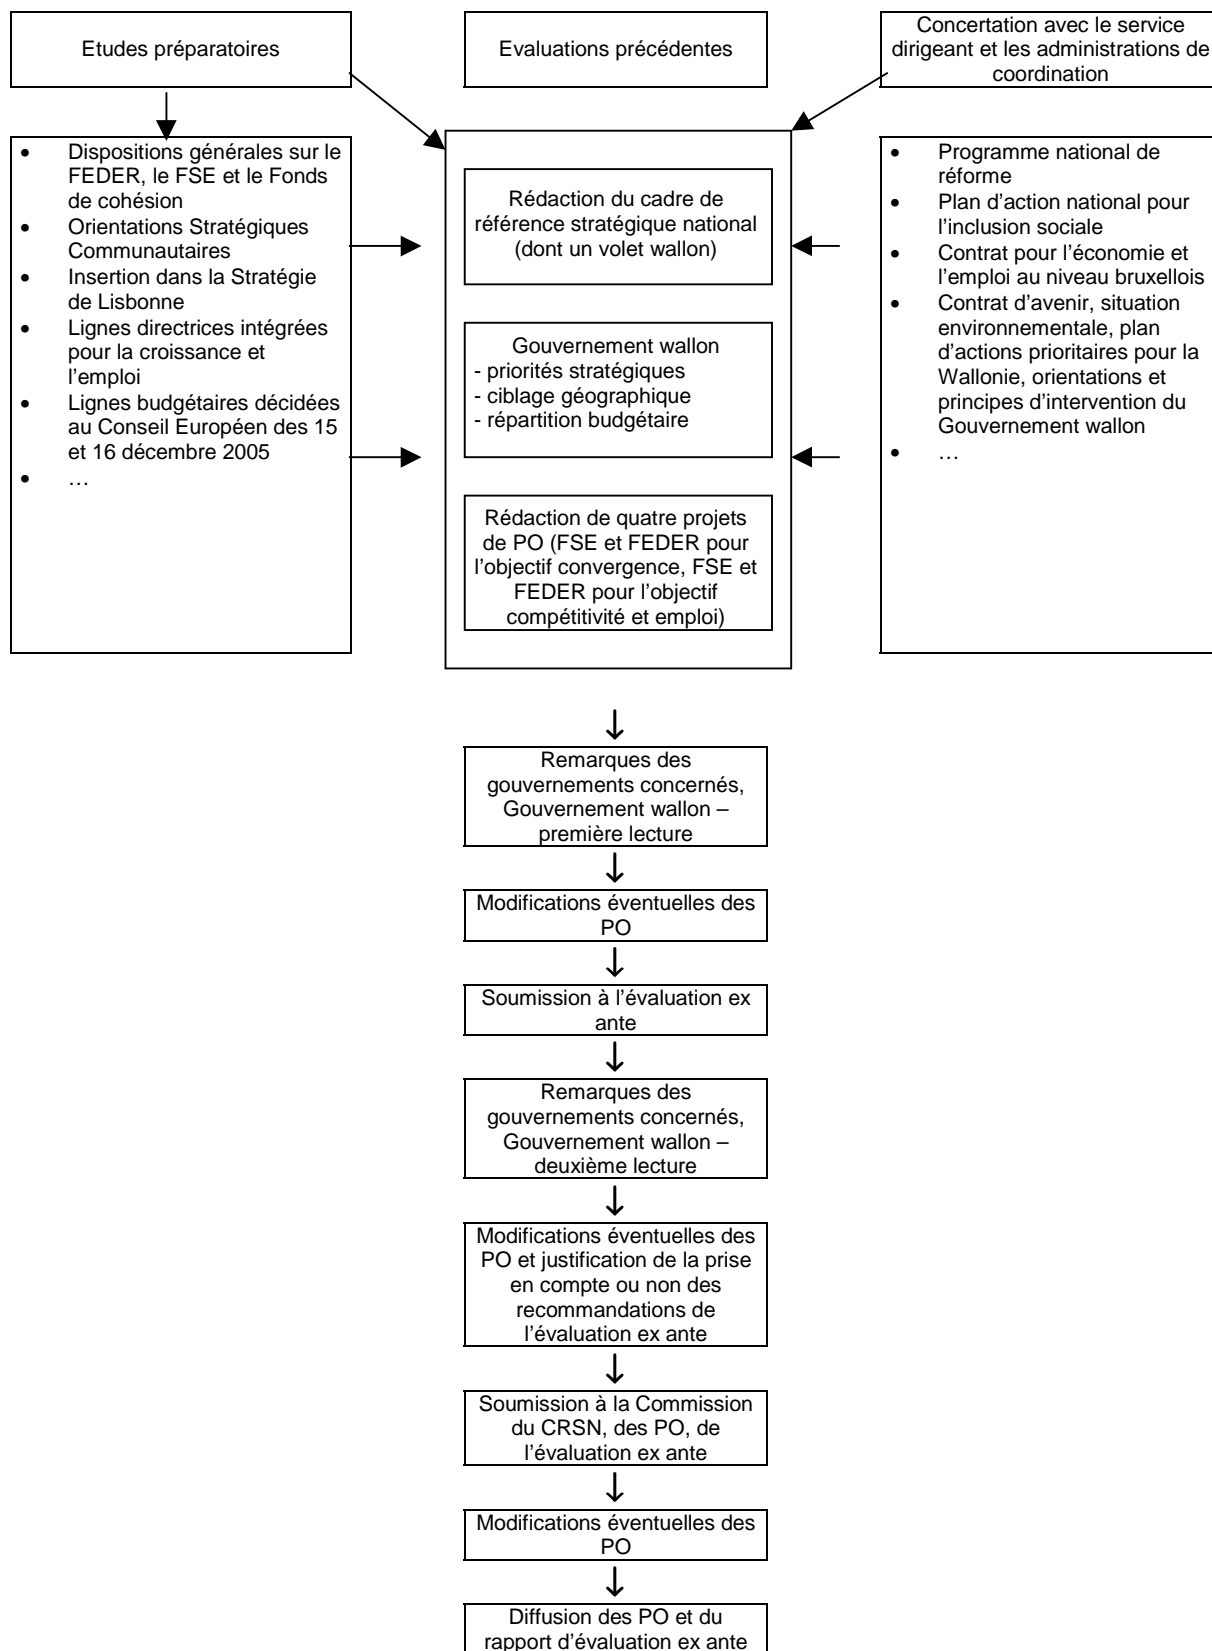 Etudes préparatoires
Evaluations précédentes
Concertation avec le service
dirigeant et les administrations de
coordination
• Dispositions générales sur le
FEDER, le FSE et le Fonds
de cohésion
• Orientations Stratégiques
Communautaires
• Insertion dans la Stratégie
de Lisbonne
• Lignes directrices intégrées
pour la croissance et
l’emploi
• Lignes budgétaires décidées
au Conseil Européen des 15
et 16 décembre 2005
• …
Rédaction du cadre de
référence stratégique national
(dont un volet wallon)
Gouvernement wallon
- priorités stratégiques
- ciblage géographique
- répartition budgétaire
Rédaction de quatre projets
de PO (FSE et FEDER pour
l’objectif convergence, FSE et
FEDER pour l’objectif
compétitivité et emploi)
• Programme national de
réforme
• Plan d’action national pour
l’inclusion sociale
• Contrat pour l’économie et
l’emploi au niveau bruxellois
• Contrat d’avenir, situation
environnementale, plan
d’actions prioritaires pour la
Wallonie, orientations et
principes d’intervention du
Gouvernement wallon
• …
Remarques des
gouvernements concernés,
Gouvernement wallon –
première lecture
Modifications éventuelles des
PO
Soumission à l’évaluation ex
ante
Remarques des
gouvernements concernés,
Gouvernement wallon –
deuxième lecture
Modifications éventuelles des
PO et justification de la prise
en compte ou non des
recommandations de
l’évaluation ex ante
Soumission à la Commission
du CRSN, des PO, de
l’évaluation ex ante
Modifications éventuelles des
PO
Diffusion des PO et du
rapport d’évaluation ex ante